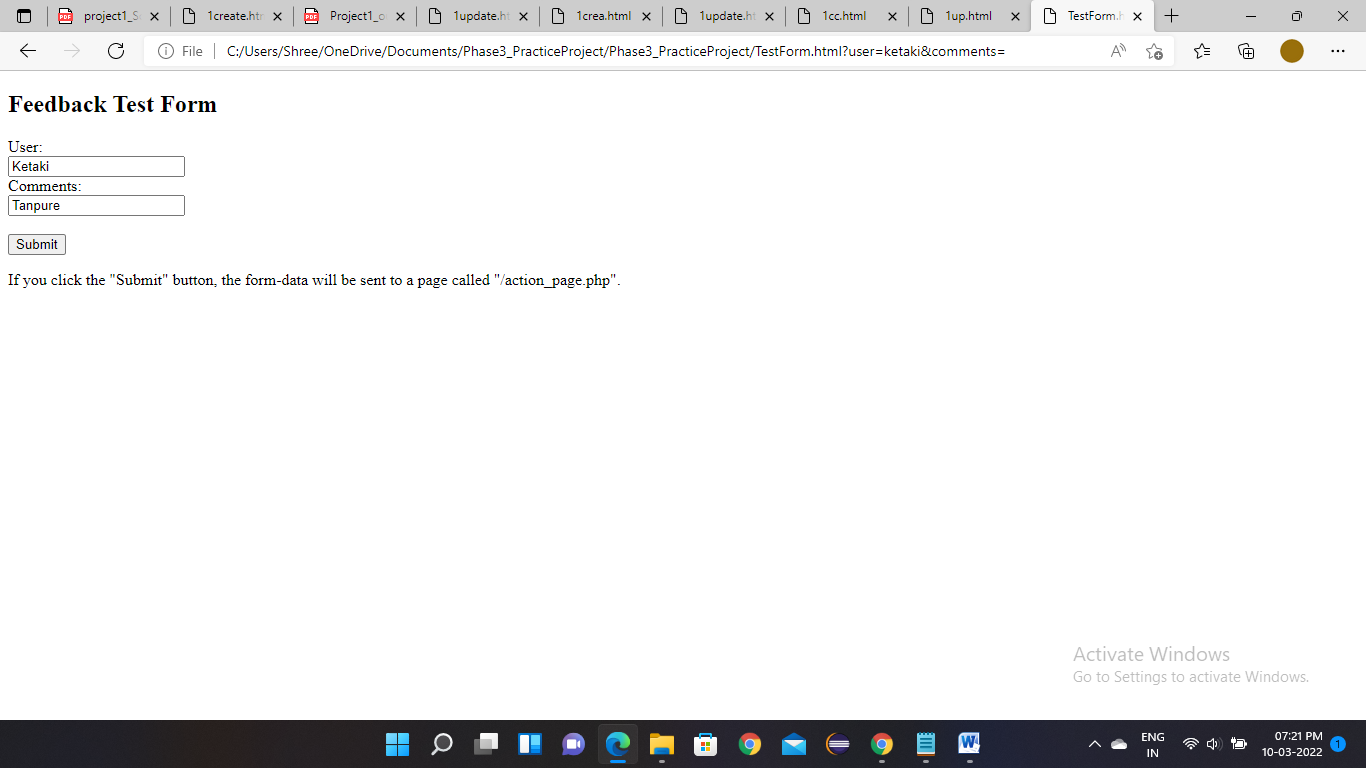 project1_S
1create.htm
Project1_o
1update.ht
1crea.html
1update.ht
1cc.html
1up.html
TestForm.h
File
C:/Users/Shree/OneDrive/Documents/Phase3_PracticeProject/Phase3_PracticeProject/TestForm.html?user=ketaki&comments=
Feedback Test Form
User:
Ketaki
Comments:
Tanpure
Submit
If you click the "Submit" button, the form-data will be sent to a page called "/action_page.php".
Activate Windows
Go to Settings to activate Windows.
ENG
IN
07:21 PM
10-03-2022
1